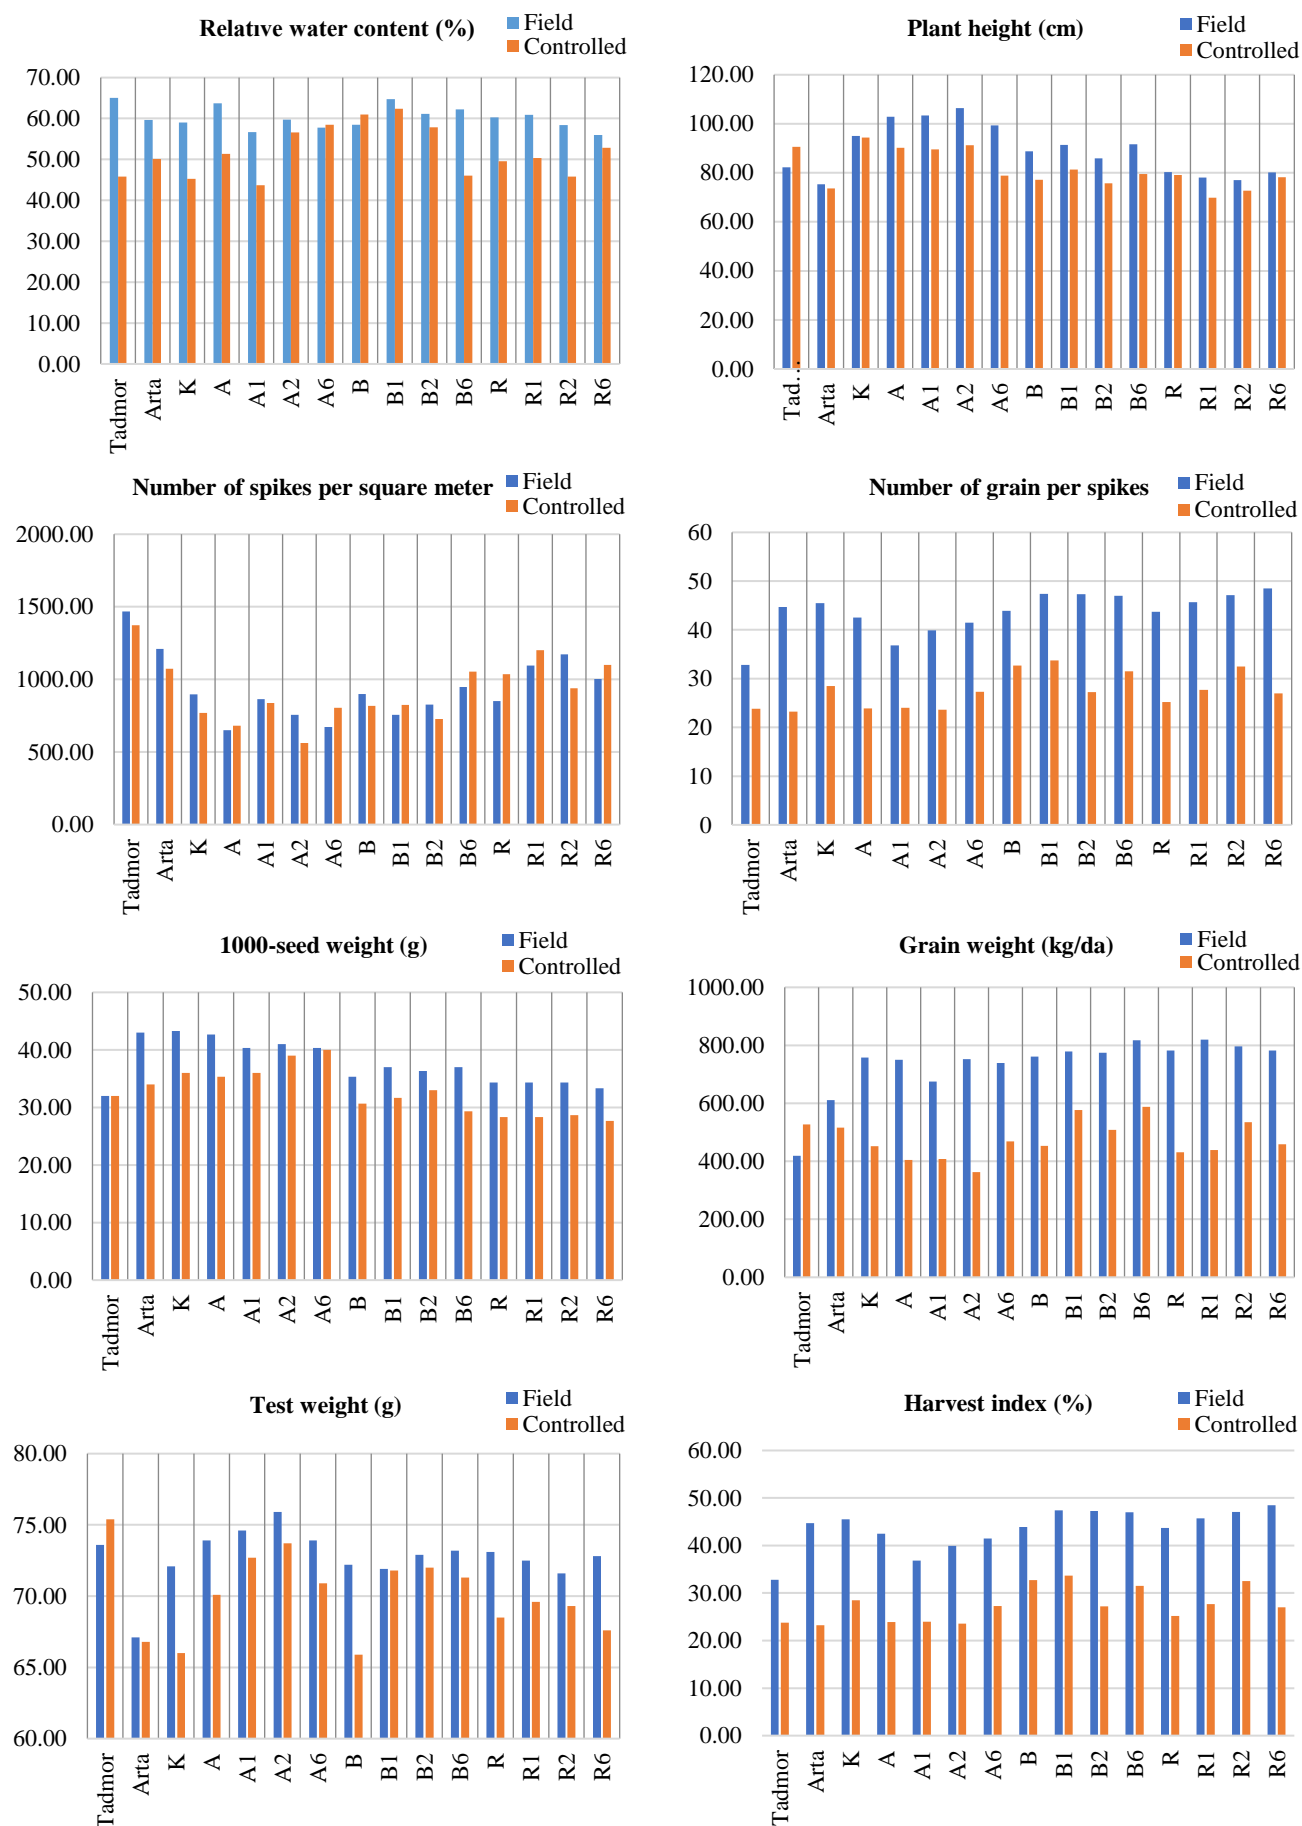 Relative water content (%)
Field
Controlled
70.00
60.00
50.00
40.00
30.00
20.00
10.00
0.00
Tadmor Arta K A A1 A2 A6 B B1 B2 B6 R R1 R2 R6
Plant height (cm)
Field
Controlled
120.00
100.00
80.00
60.00
40.00
20.00
0.00
Tad… Arta K A A1 A2 A6 B B1 B2 B6 R R1 R2 R6
Number of spikes per square meter
Field
Controlled
2000.00
1500.00
1000.00
500.00
0.00
Tadmor Arta K A A1 A2 A6 B B1 B2 B6 R R1 R2 R6
Number of grain per spikes
Field
Controlled
60
50
40
30
20
10
0
Tadmor Arta K A A1 A2 A6 B B1 B2 B6 R R1 R2 R6
1000-seed weight (g)
Field
Controlled
50.00
40.00
30.00
20.00
10.00
0.00
Tadmor Arta K A A1 A2 A6 B B1 B2 B6 R R1 R2 R6
Grain weight (kg/da)
Field
Controlled
1000.00
800.00
600.00
400.00
200.00
0.00
Tadmor Arta K A A1 A2 A6 B B1 B2 B6 R R1 R2 R6
Test weight (g)
Field
Controlled
80.00
75.00
70.00
65.00
60.00
Tadmor Arta K A A1 A2 A6 B B1 B2 B6 R R1 R2 R6
Harvest index (%)
Field
Controlled
60.00
50.00
40.00
30.00
20.00
10.00
0.00
Tadmor Arta K A A1 A2 A6 B B1 B2 B6 R R1 R2 R6